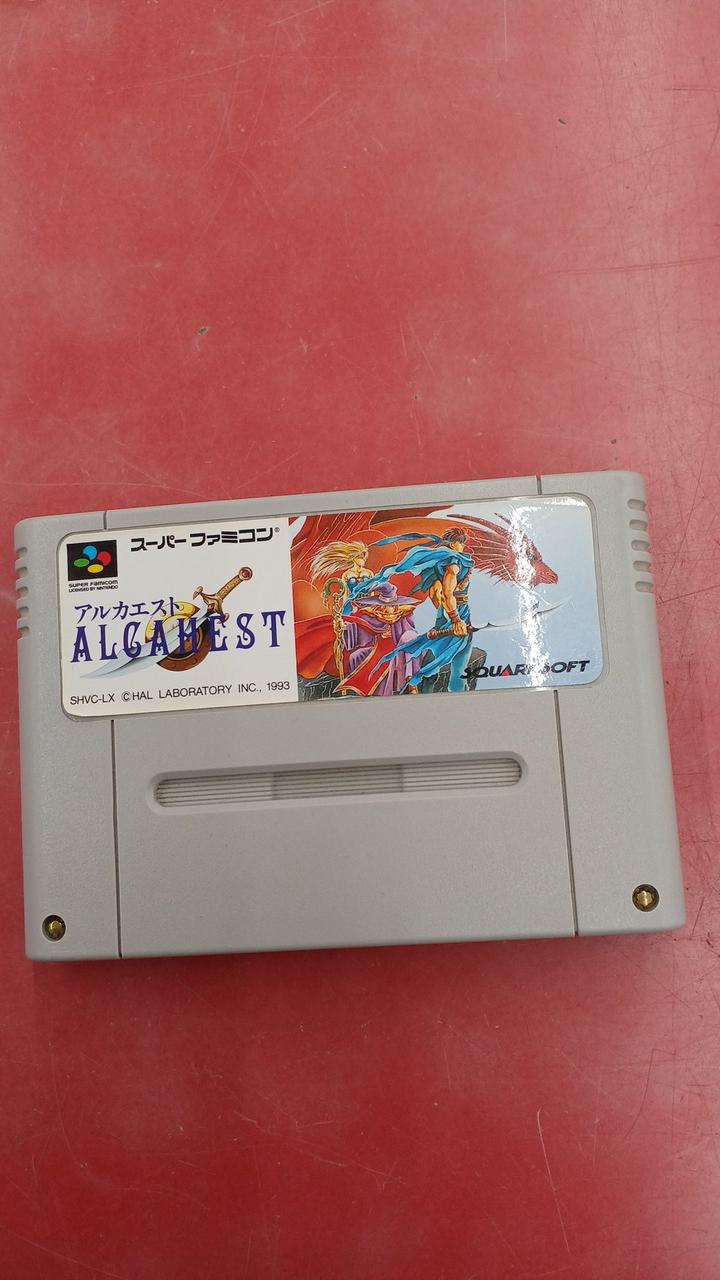 スーパーファミコン®
SUPER FAMICOM
LICENSED BY NINTENDO
アルカエスト
ALCAHEST
SHVC-LX ©HAL LABORATORY INC., 1993
SQUARESOFT